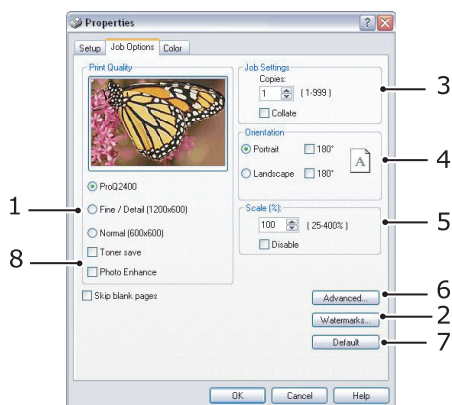 Properties
Setup Job Options Color
Print Quality
ProQ2400
Fine / Detail (1200x600)
Normal (600x600)
Toner save
Photo Enhance
Skip blank pages
Job Settings
Copies:
1 ( 1-999 )
Collate
Orientation
Portrait 180°
Landscape 180°
A
Scale (%):
100 ( 25-400% )
Disable
Advanced...
Watermarks...
Default
OK Cancel Help
1
8
3
4
5
6
2
7